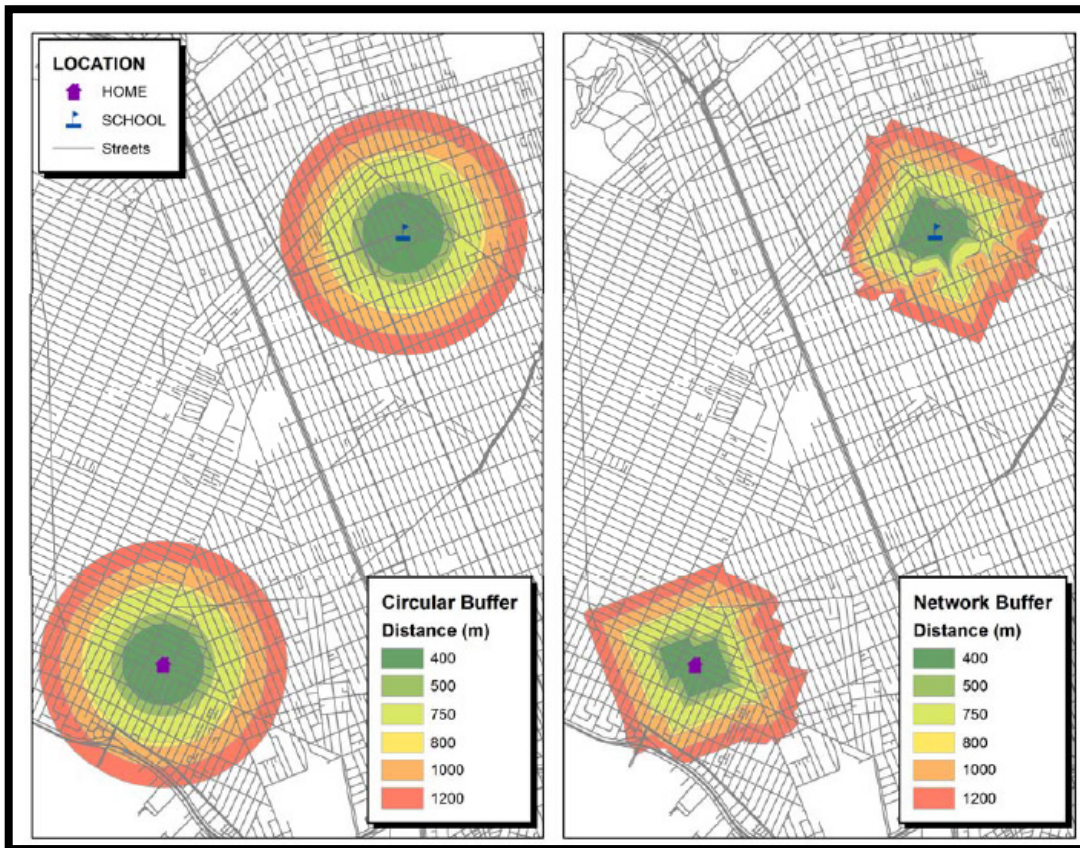 LOCATION
HOME
SCHOOL
Streets
Circular Buffer
Distance (m)
400
500
750
800
1000
1200
Network Buffer
Distance (m)
400
500
750
800
1000
1200